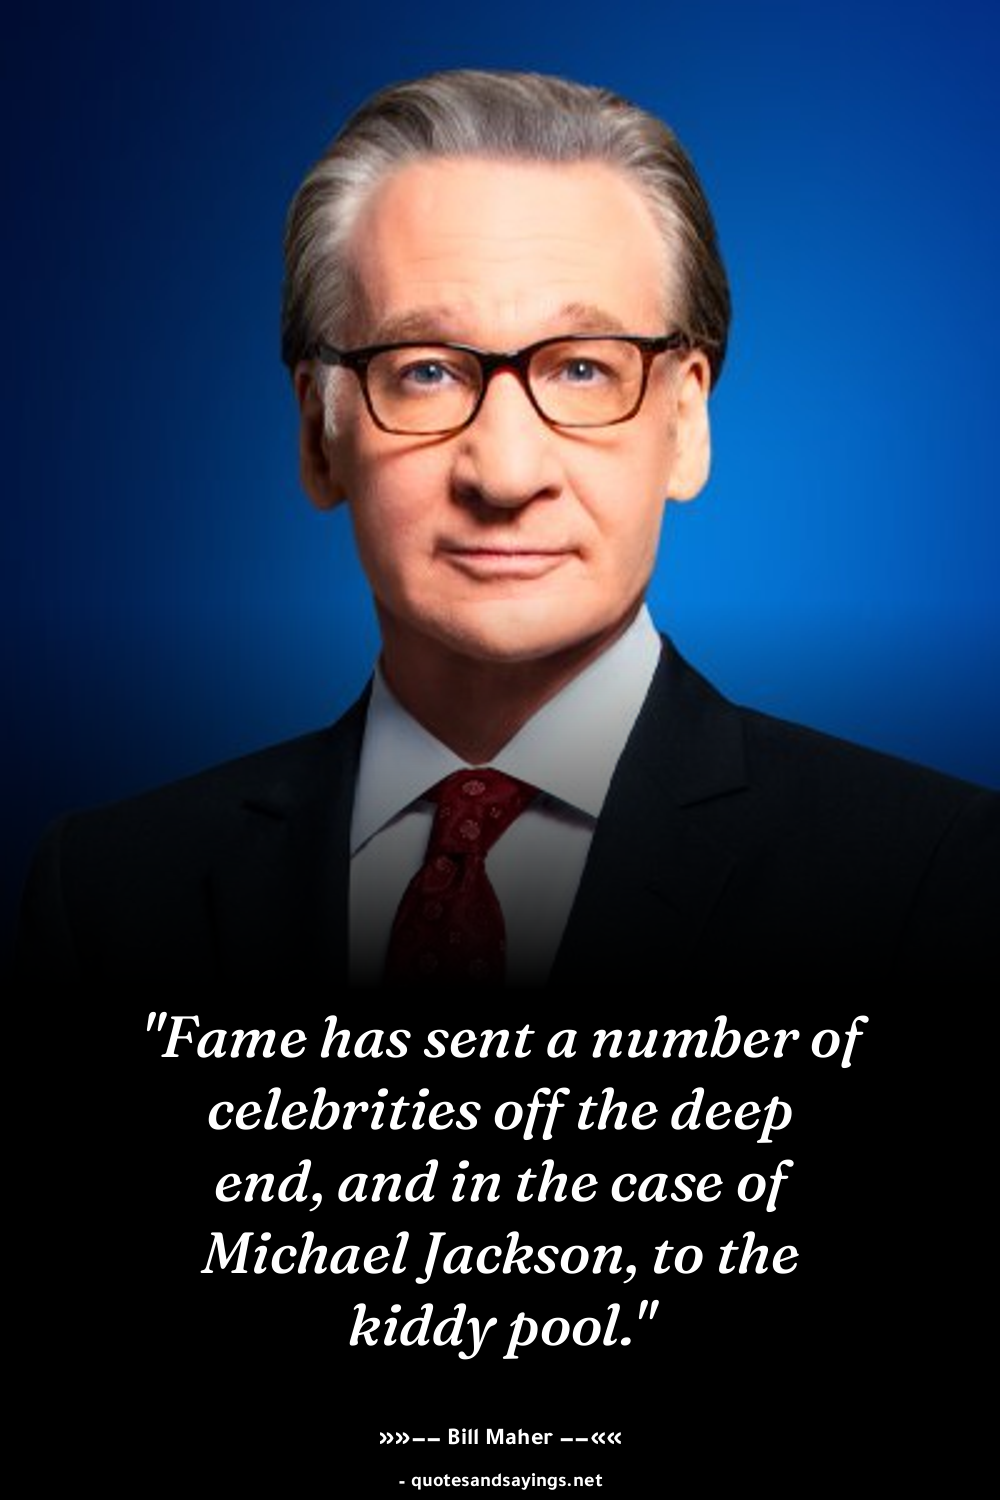 "Fame has sent a number of
celebrities off the deep
end, and in the case of
Michael Jackson, to the
kiddy pool."
»»–– Bill Maher ––««
- quotesandsayings.net